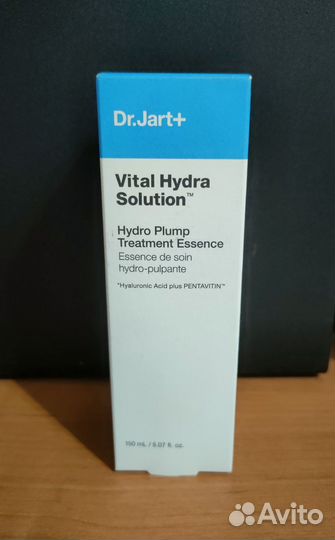 Dr.Jart+
Vital Hydra
Solution™
Hydro Plump
Treatment Essence
Essence de soin
hydro-pulpante
*Hyaluronic Acid plus PENTAVITIN™
150 mL / 5.07 fl. oz.
Avito